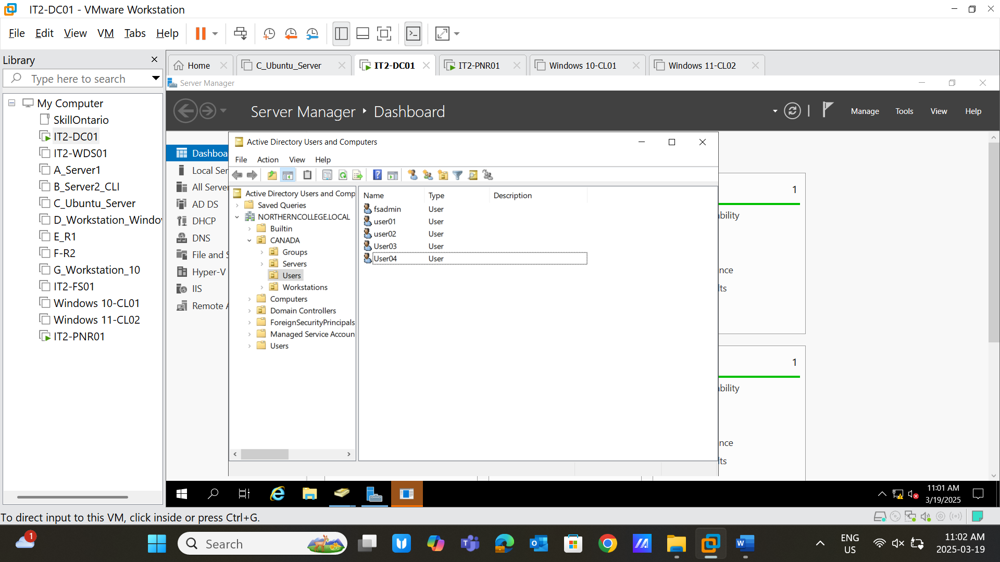 IT2-DC01 - VMware Workstation
File Edit View VM Tabs Help
Library
Type here to search
My Computer
SkillOntario
IT2-DC01
IT2-WDS01
A_Server1
B_Server2_CLI
C_Ubuntu_Server
D_Workstation_Windo
E_R1
F-R2
G_Workstation_10
IT2-FS01
Windows 10-CL01
Windows 11-CL02
IT2-PNR01
Home
C_Ubuntu_Server
IT2-DC01
IT2-PNR01
Windows 10-CL01
Windows 11-CL02
Server Manager
Server Manager Dashboard
Manage Tools View Help
Dashboa
Local Ser
All Server
AD DS
DHCP
DNS
File and S
Hyper-V
IIS
Remote A
Active Directory Users and Computers
File Action View Help
Active Directory Users and Comp
Saved Queries
NORTHERNCOLLEGE.LOCAL
Builtin
CANADA
Groups
Servers
Users
Workstations
Computers
Domain Controllers
ForeignSecurityPrincipals
Managed Service Accoun
Users
Name Type Description
fsadmin User
user01 User
user02 User
User03 User
User04 User
1
bility
nce
lts
1
bility
nce
lts
11:01 AM
3/19/2025
To direct input to this VM, click inside or press Ctrl+G.
1
Search
ENG
US
11:02 AM
2025-03-19